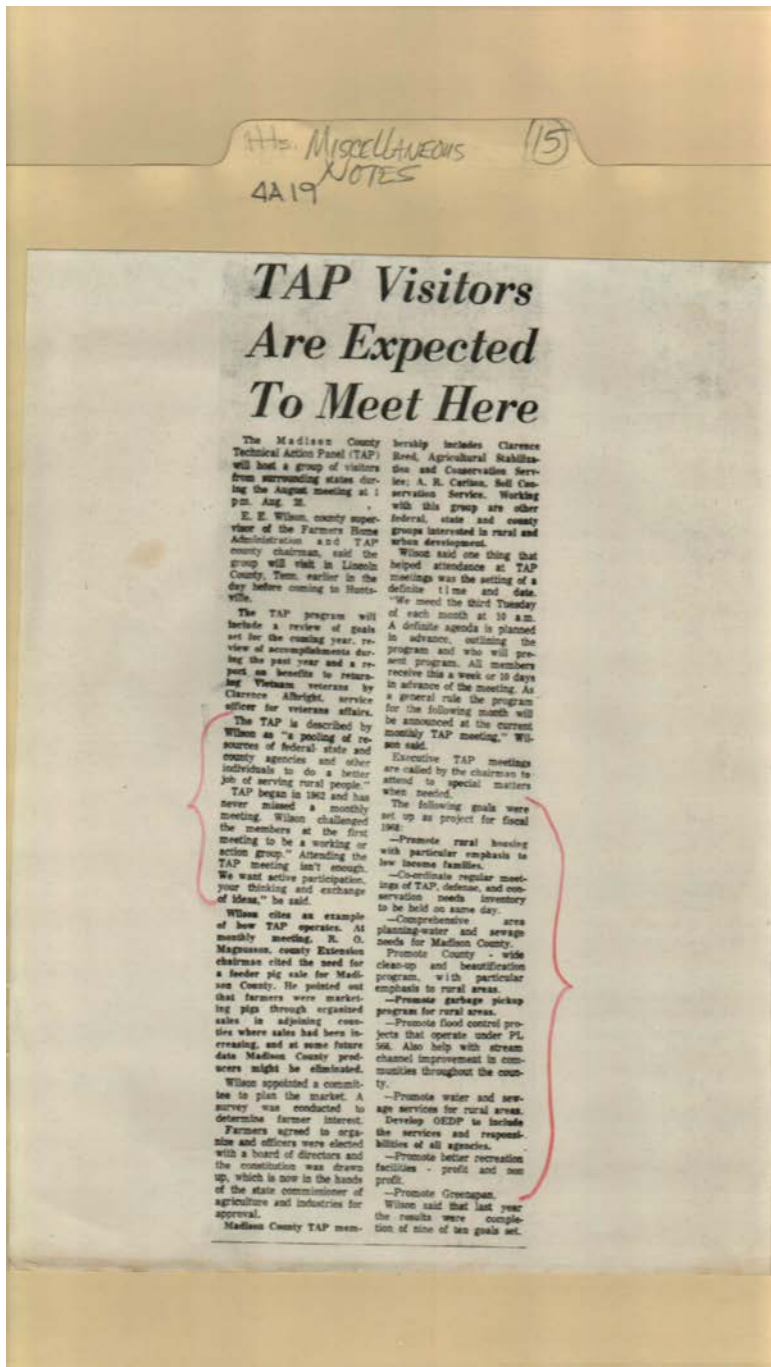 Hts. MISCELLANEOUS (15)
NOTES
4A19
TAP Visitors
Are Expected
To Meet Here
The Madison County
Technical Action Panel (TAP)
will host a group of visitors
from surrounding states dur-
ing the August meeting at 1
p.m. Aug.
E. E. Wilson, county super-
visor of the Farmers Home
Administration and TAP
county chairman, said the
group will visit in Lincoln
County, Tenn. earlier in the
day before coming to Hunts-
ville.
The TAP program will
include a review of goals
set for the coming year, re-
view of accomplishments dur-
ing the past year and a re-
port on benefits to return-
ing Vietnam veterans by
Clarence Albright, service
officer for veterans affairs.
The TAP is described by
Wilson as "a pooling of re-
sources of federal- state and
county agencies and other
individuals to do a better
job of serving rural people."
TAP began in 1962 and has
never missed a monthly
meeting. Wilson challenged
the members at the first
meeting to be a working or
action group." Attending the
TAP meeting isn't enough.
We want active participation,
your thinking and exchange
of ideas," he said.
Wilson cites an example
of how TAP operates. At
monthly meeting, R. O.
Magnusson, county Extension
chairman cited the need for
a feeder pig sale for Madi-
son County. He pointed out
that farmers were market-
ing pigs through organized
sales in adjoining coun-
ties where sales had been in-
creasing, and at some future
data Madison County prod-
ucers might be eliminated.
Wilson appointed a commit-
tee to plan the market. A
survey was conducted to
determine farmer interest.
Farmers agreed to orga-
nize and officers were elected
with a board of directors and
the constitution was drawn
up, which is now in the hands
of the state commissioner of
agriculture and industries for
approval.
Madison County TAP mem-
bership includes Clarence
Reed, Agricultural Stabiliza-
tion and Conservation Serv-
ice; A. R. Carlson, Soil Con-
servation Service. Working
with this group are other
federal, state and county
groups interested in rural and
urban development.
Wilson said one thing that
helped attendance at TAP
meetings was the setting of a
definite time and date.
"We meed the third Tuesday
of each month at 10 a.m.
A definite agenda is planned
in advance, outlining the
program and who will pre-
sent program. All members
receive this a week or 10 days
in advance of the meeting. As
a general rule the program
for the following month will
be announced at the current
monthly TAP meeting," Wil-
son said.
Executive TAP meetings
are called by the chairman to
attend to special matters
when needed.
The following goals were
set up as project for fiscal
1968:
—Promote rural housing
with particular emphasis to
low income families.
—Co-ordinate regular meet-
ings of TAP, defense, and con-
servation needs inventory
to be held on same day.
—Comprehensive area
planning-water and sewage
needs for Madison County.
Promote County - wide
clean-up and beautification
program, with particular
emphasis to rural areas.
—Promote garbage pickup
program for rural areas.
—Promote flood control pro-
jects that operate under PL
566. Also help with stream
channel improvement in com-
munities throughout the coun-
ty.
—Promote water and sew-
age services for rural areas.
Develop OEDP to include
the services and responsi-
bilities of all agencies.
—Promote better recreation
facilities - profit and non
profit.
—Promote Greenspan.
Wilson said that last year
the results were comple-
tion of nine of ten goals set.